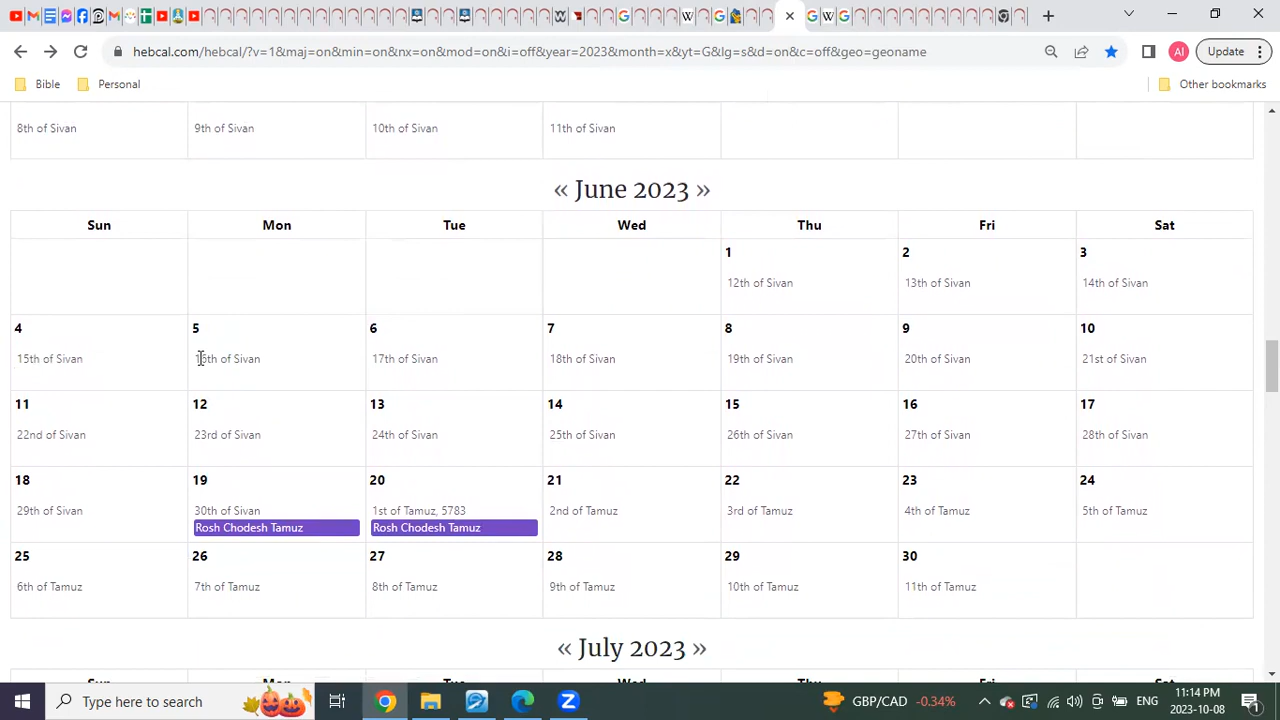 hebcal.com/hebcal/?v=1&maj=on&min=on&nx=on&mod=on&i=off&year=2023&month=x&yt=G&lg=s&d=on&c=off&geo=geoname
Update
Bible Personal Other bookmarks
8th of Sivan 9th of Sivan 10th of Sivan 11th of Sivan
« June 2023 »
Sun Mon Tue Wed Thu Fri Sat
1 2 3
12th of Sivan 13th of Sivan 14th of Sivan
4 5 6 7 8 9 10
15th of Sivan 16th of Sivan 17th of Sivan 18th of Sivan 19th of Sivan 20th of Sivan 21st of Sivan
11 12 13 14 15 16 17
22nd of Sivan 23rd of Sivan 24th of Sivan 25th of Sivan 26th of Sivan 27th of Sivan 28th of Sivan
18 19 20 21 22 23 24
29th of Sivan 30th of Sivan 1st of Tamuz, 5783 2nd of Tamuz 3rd of Tamuz 4th of Tamuz 5th of Tamuz
Rosh Chodesh Tamuz Rosh Chodesh Tamuz
25 26 27 28 29 30
6th of Tamuz 7th of Tamuz 8th of Tamuz 9th of Tamuz 10th of Tamuz 11th of Tamuz
« July 2023 »
Type here to search GBP/CAD -0.34% ENG 11:14 PM
2023-10-08